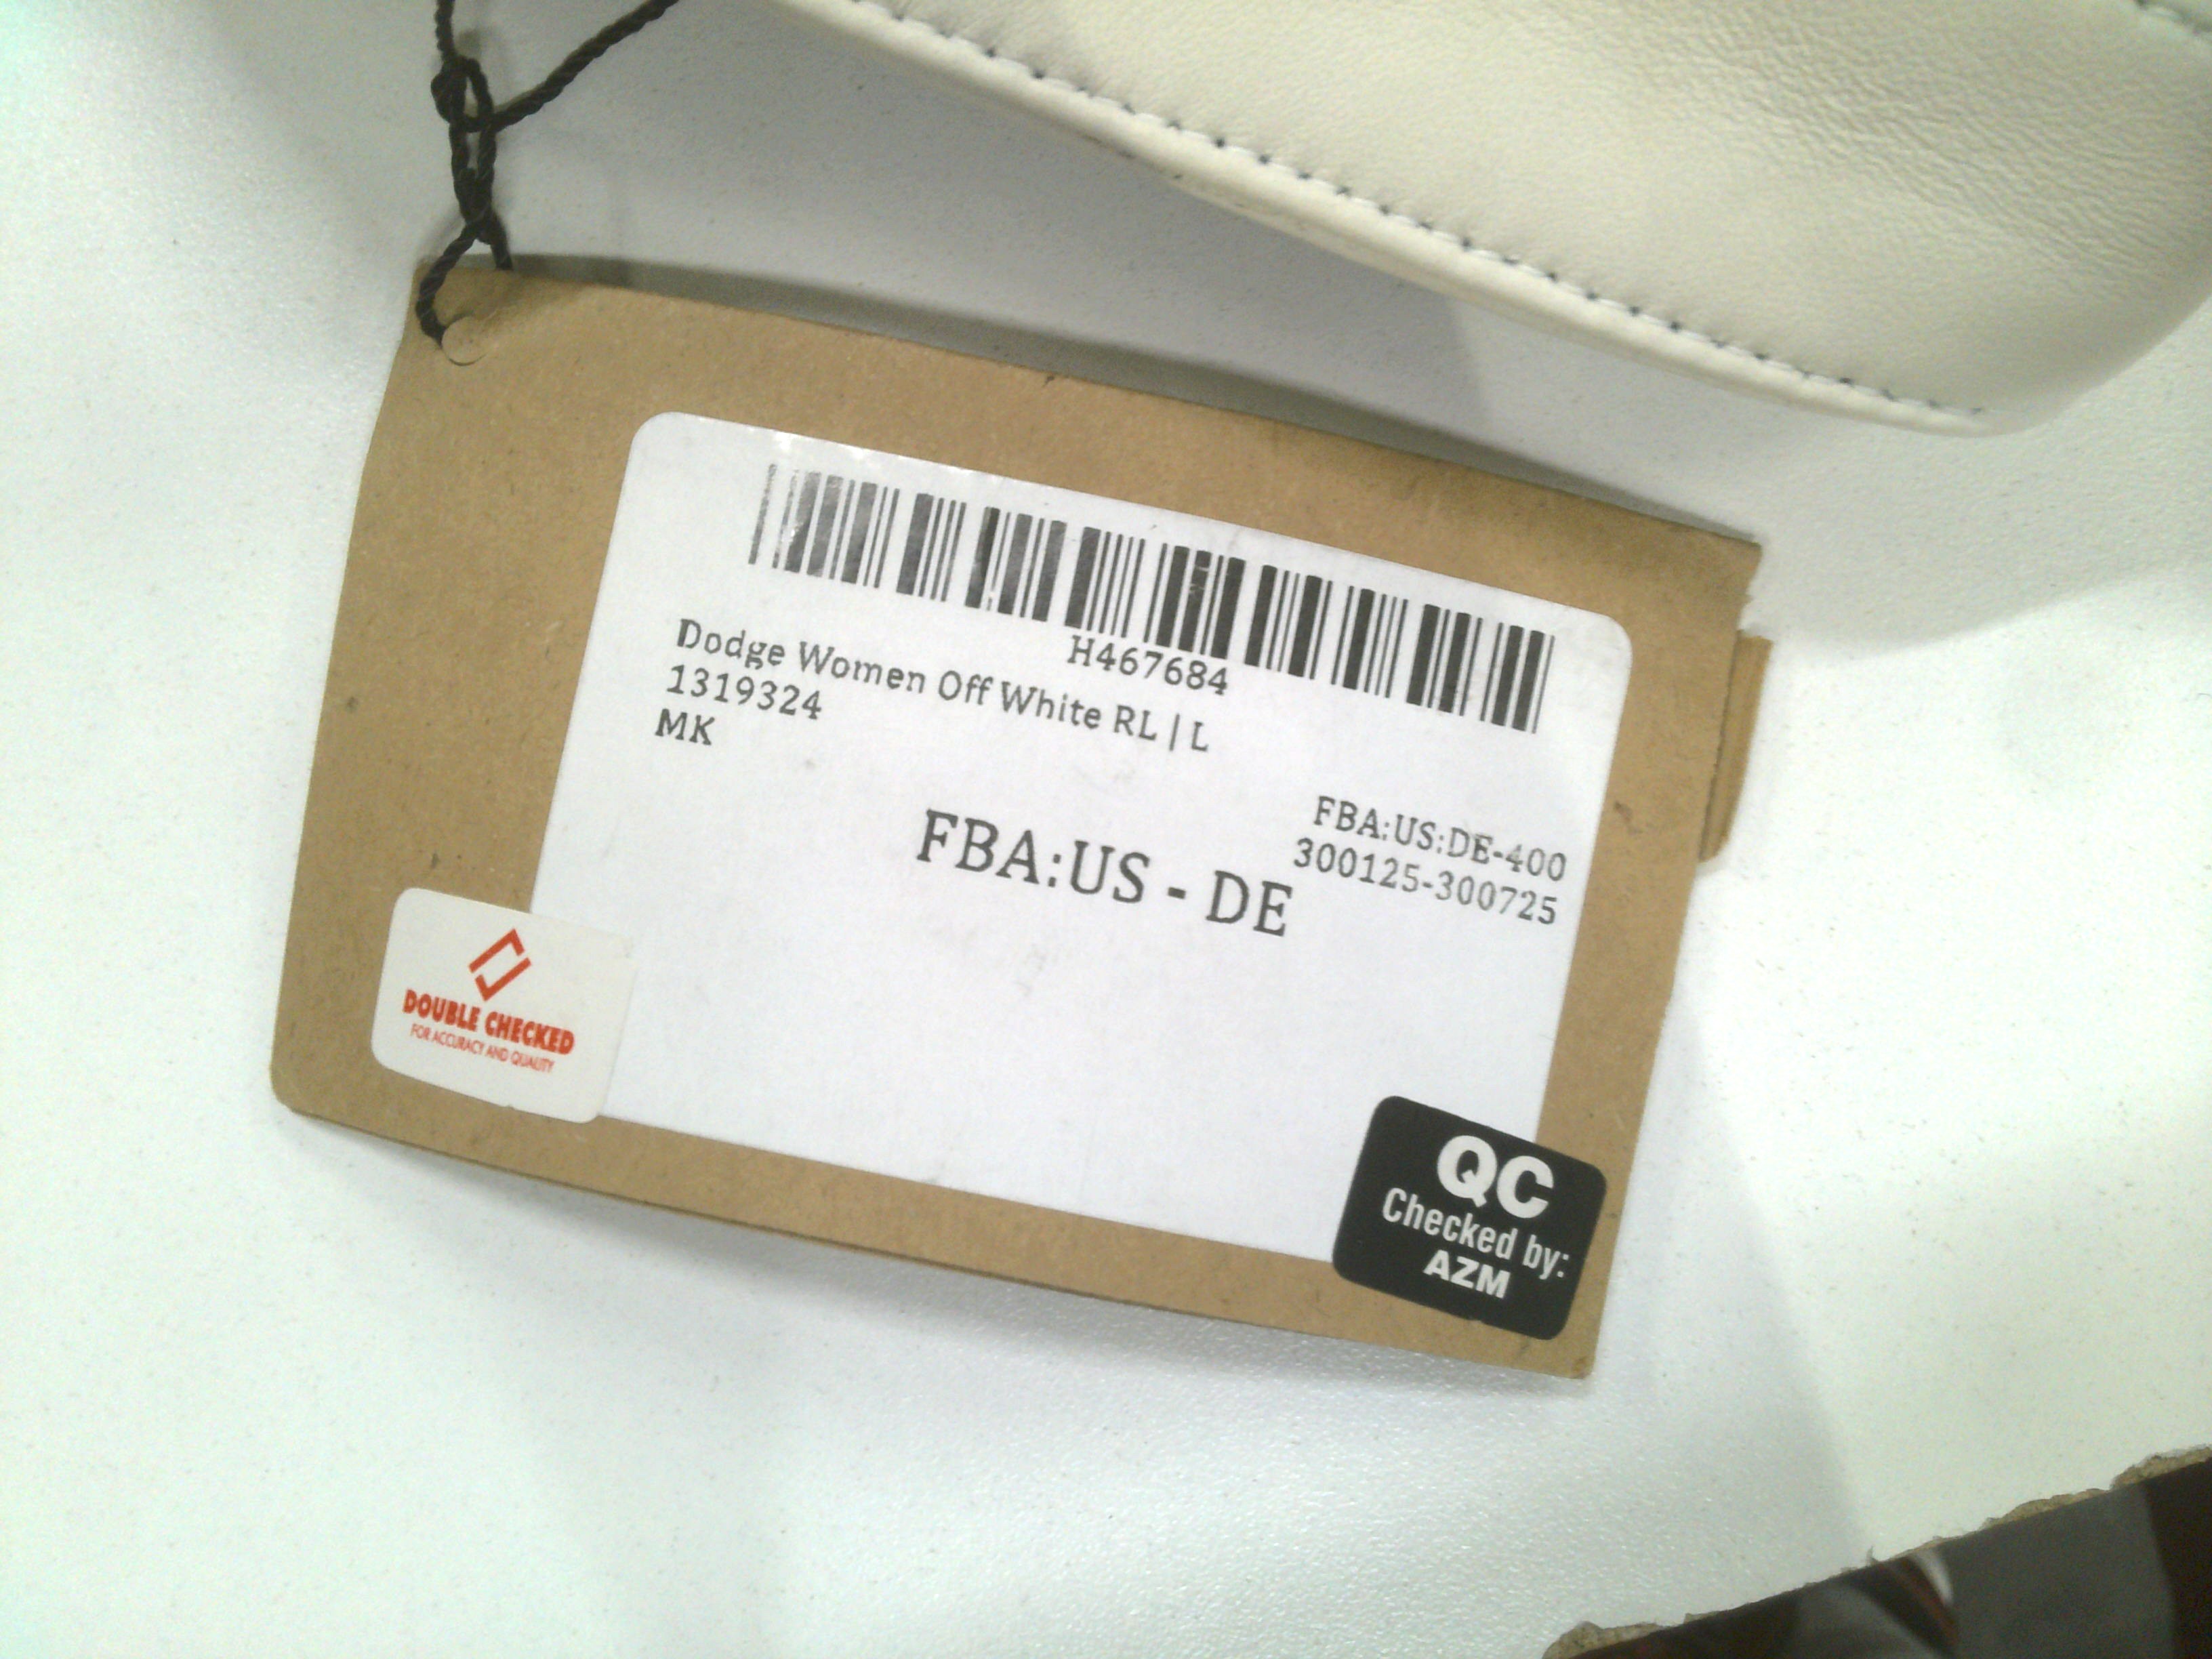 H467684
Dodge Women Off White RL | L
1319324
MK
FBA:US:DE-400
300125-300725
FBA:US - DE
DOUBLE CHECKED
FOR ACCURACY AND QUALITY
QC
Checked by:
AZM